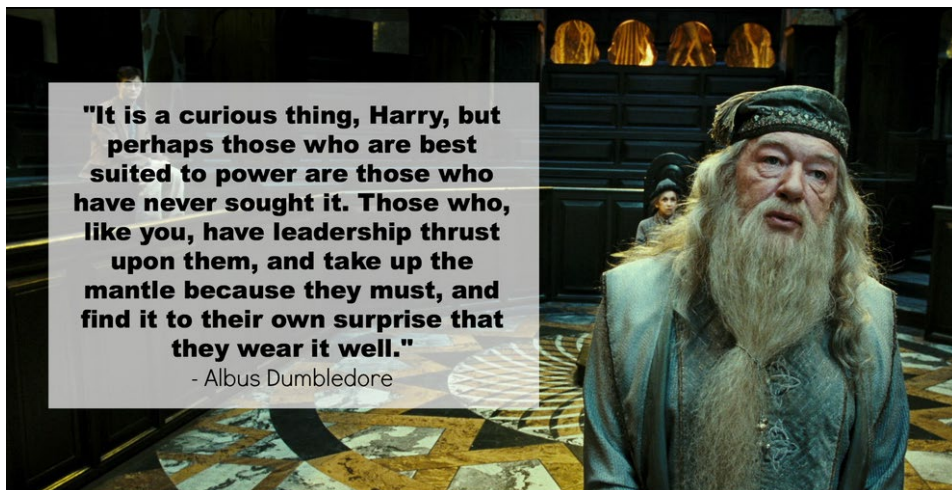 "It is a curious thing, Harry, but
perhaps those who are best
suited to power are those who
have never sought it. Those who,
like you, have leadership thrust
upon them, and take up the
mantle because they must, and
find it to their own surprise that
they wear it well."
- Albus Dumbledore